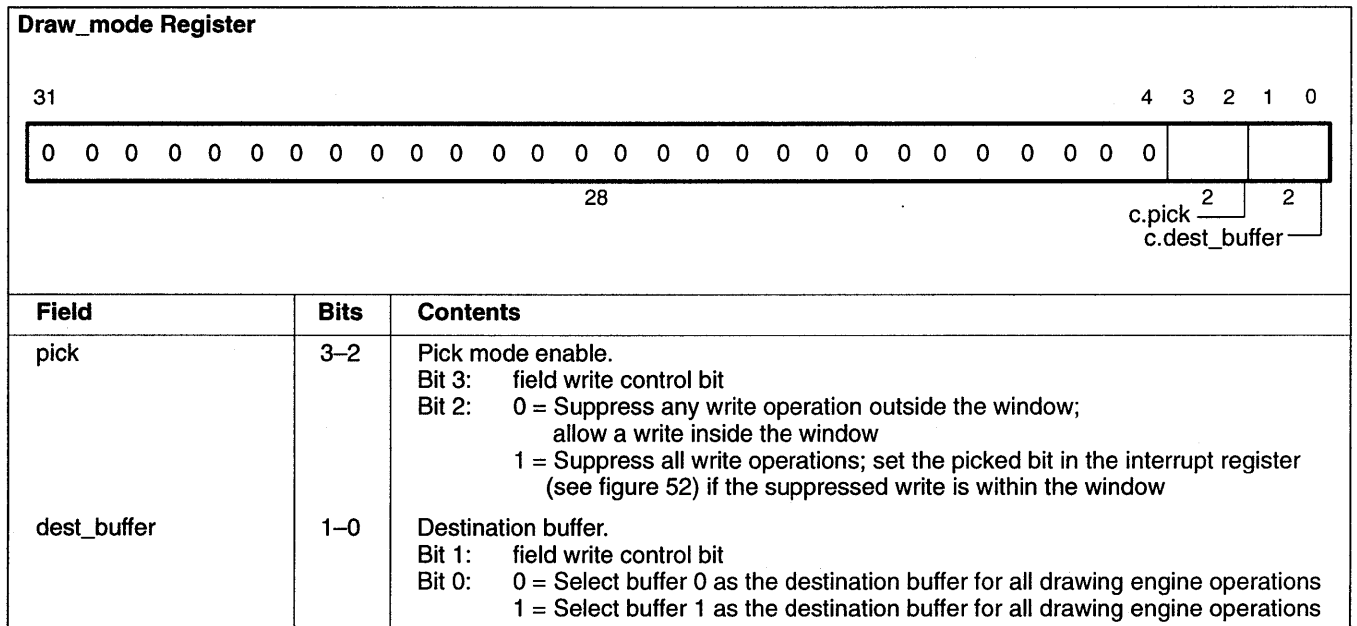 Draw_mode Register
31 4 3 2 1 0
0 0 0 0 0 0 0 0 0 0 0 0 0 0 0 0 0 0 0 0 0 0 0 0 0 0 0 0
28 2 2
c.pick
c.dest_buffer
Field Bits Contents
pick 3–2 Pick mode enable.
Bit 3: field write control bit
Bit 2: 0 = Suppress any write operation outside the window;
allow a write inside the window
1 = Suppress all write operations; set the picked bit in the interrupt register
(see figure 52) if the suppressed write is within the window
dest_buffer 1–0 Destination buffer.
Bit 1: field write control bit
Bit 0: 0 = Select buffer 0 as the destination buffer for all drawing engine operations
1 = Select buffer 1 as the destination buffer for all drawing engine operations